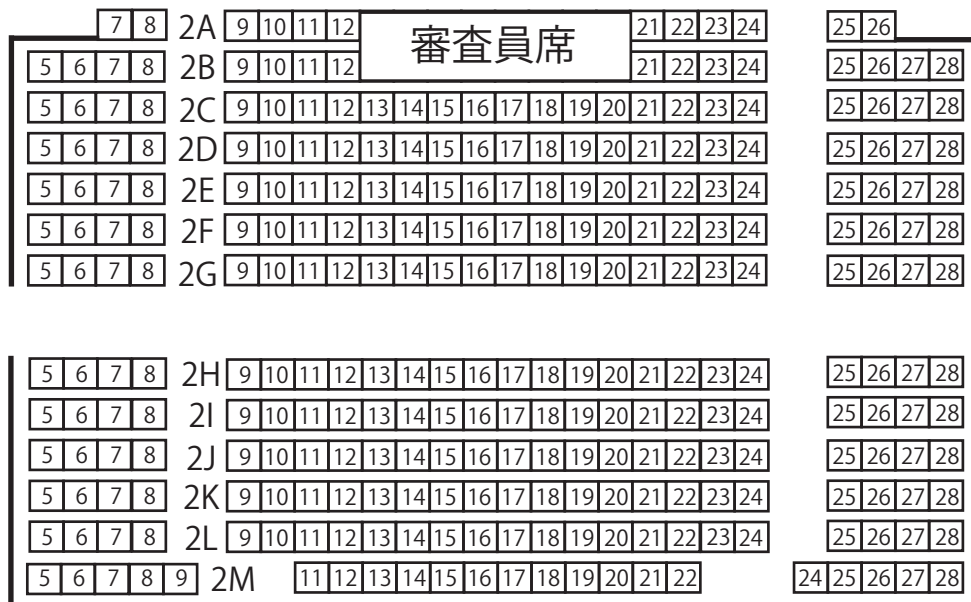 7 8 2A 9 10 11 12 審査員席 21 22 23 24 25 26
5 6 7 8 2B 9 10 11 12 21 22 23 24 25 26 27 28
5 6 7 8 2C 9 10 11 12 13 14 15 16 17 18 19 20 21 22 23 24 25 26 27 28
5 6 7 8 2D 9 10 11 12 13 14 15 16 17 18 19 20 21 22 23 24 25 26 27 28
5 6 7 8 2E 9 10 11 12 13 14 15 16 17 18 19 20 21 22 23 24 25 26 27 28
5 6 7 8 2F 9 10 11 12 13 14 15 16 17 18 19 20 21 22 23 24 25 26 27 28
5 6 7 8 2G 9 10 11 12 13 14 15 16 17 18 19 20 21 22 23 24 25 26 27 28
5 6 7 8 2H 9 10 11 12 13 14 15 16 17 18 19 20 21 22 23 24 25 26 27 28
5 6 7 8 2I 9 10 11 12 13 14 15 16 17 18 19 20 21 22 23 24 25 26 27 28
5 6 7 8 2J 9 10 11 12 13 14 15 16 17 18 19 20 21 22 23 24 25 26 27 28
5 6 7 8 2K 9 10 11 12 13 14 15 16 17 18 19 20 21 22 23 24 25 26 27 28
5 6 7 8 2L 9 10 11 12 13 14 15 16 17 18 19 20 21 22 23 24 25 26 27 28
5 6 7 8 9 2M 11 12 13 14 15 16 17 18 19 20 21 22 24 25 26 27 28